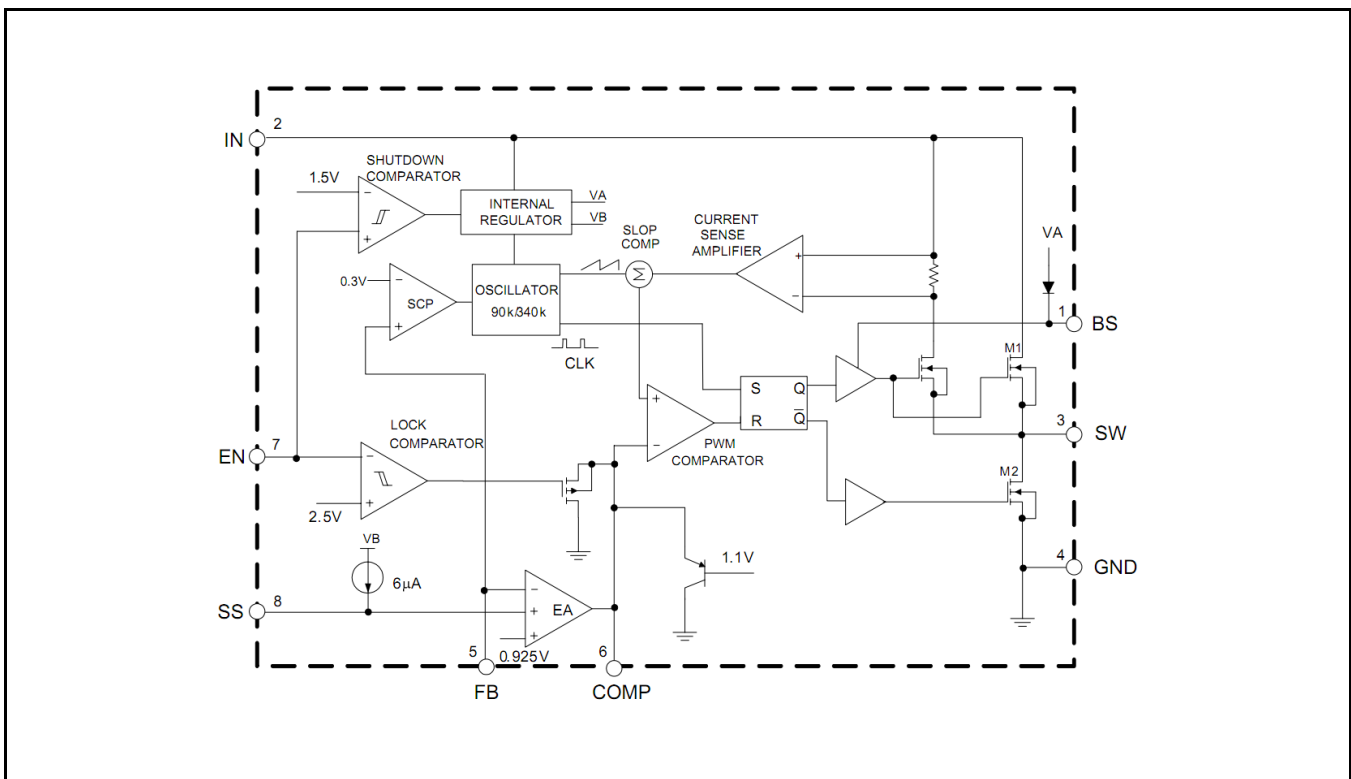 2
IN
SHUTDOWN
COMPARATOR
1.5V
−
+
INTERNAL
REGULATOR
VA
VB
SLOP
COMP
Σ
CURRENT
SENSE
AMPLIFIER
+
−
VA
0.3V
−
SCP
+
OSCILLATOR
90k/340k
CLK
1
BS
M1
S
Q
R
Q̅
+
−
PWM
COMPARATOR
LOCK
COMPARATOR
EN
7
−
+
2.5V
3
SW
M2
VB
6μA
1.1V
4
GND
SS
8
−
+
+
EA
0.925V
5
FB
6
COMP